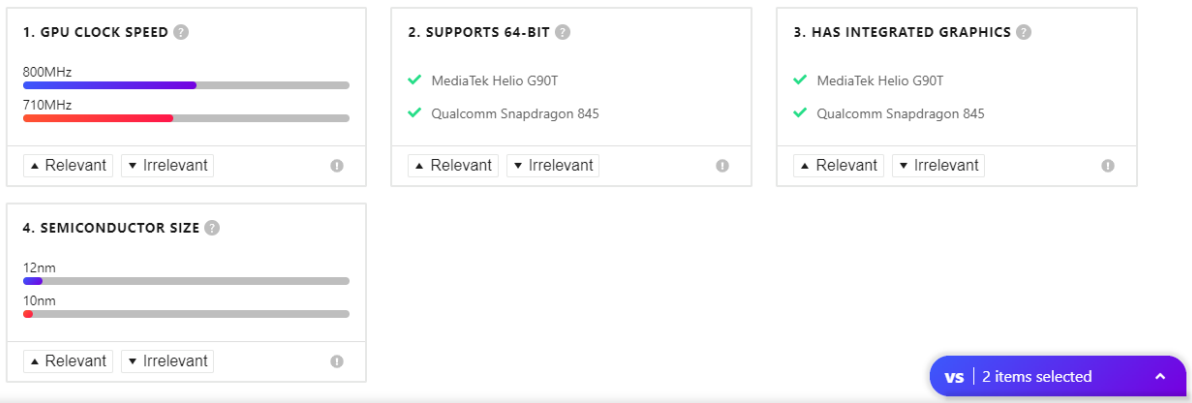 1. GPU CLOCK SPEED ?
800MHz
710MHz
Relevant Irrelevant !
2. SUPPORTS 64-BIT ?
MediaTek Helio G90T
Qualcomm Snapdragon 845
Relevant Irrelevant !
3. HAS INTEGRATED GRAPHICS ?
MediaTek Helio G90T
Qualcomm Snapdragon 845
Relevant Irrelevant !
4. SEMICONDUCTOR SIZE ?
12nm
10nm
Relevant Irrelevant !
vs 2 items selected